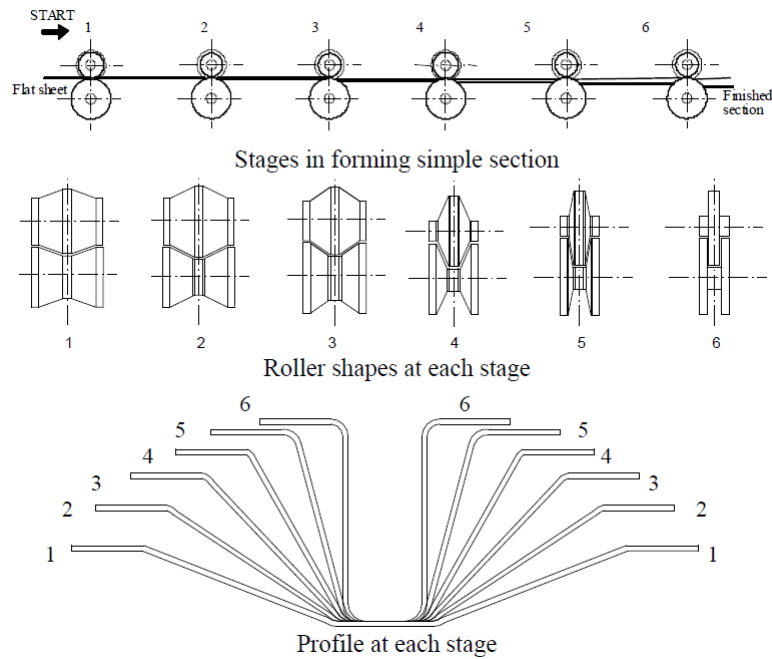 START
1 2 3 4 5 6
Flat sheet
Finished
section
Stages in forming simple section
1 2 3 4 5 6
Roller shapes at each stage
6 6
5 5
4 4
3 3
2 2
1 1
Profile at each stage